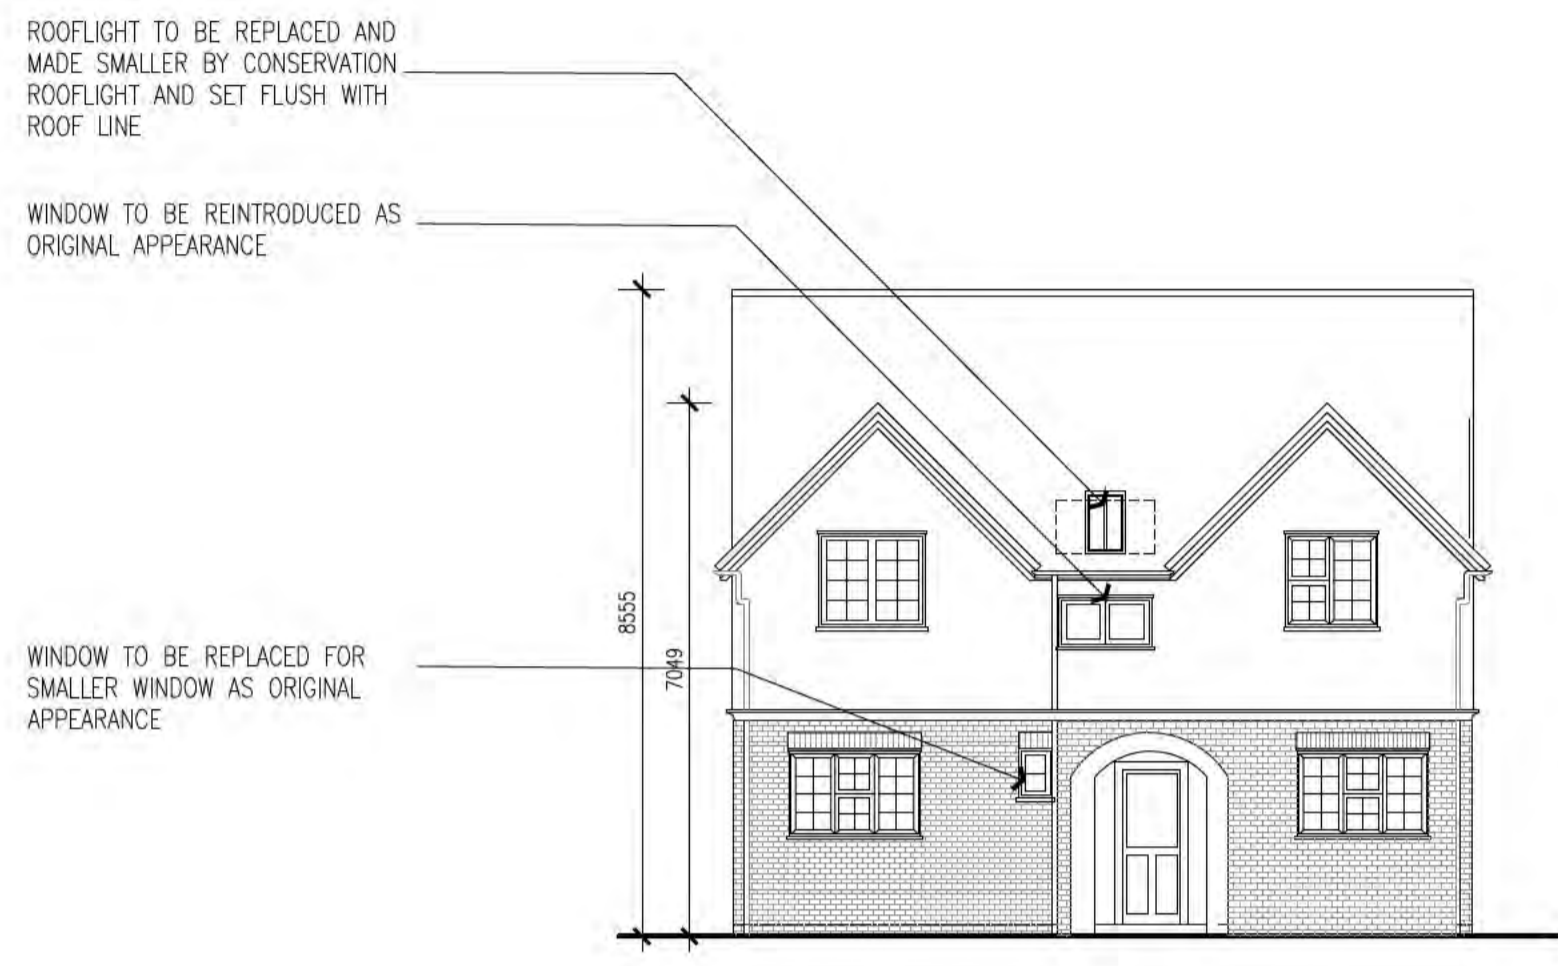 ROOFLIGHT TO BE REPLACED AND
MADE SMALLER BY CONSERVATION
ROOFLIGHT AND SET FLUSH WITH
ROOF LINE
WINDOW TO BE REINTRODUCED AS
ORIGINAL APPEARANCE
8555
7049
WINDOW TO BE REPLACED FOR
SMALLER WINDOW AS ORIGINAL
APPEARANCE